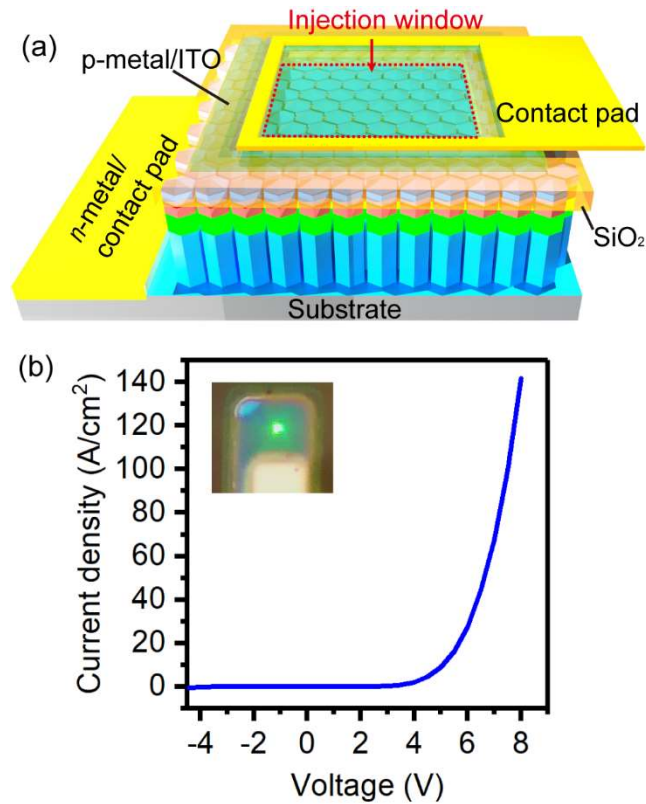 (a)
Injection window
p-metal/ITO
Contact pad
n-metal/
contact pad
SiO₂
Substrate
(b)
Current density (A/cm²)
140
120
100
80
60
40
20
0
-4 -2 0 2 4 6 8
Voltage (V)